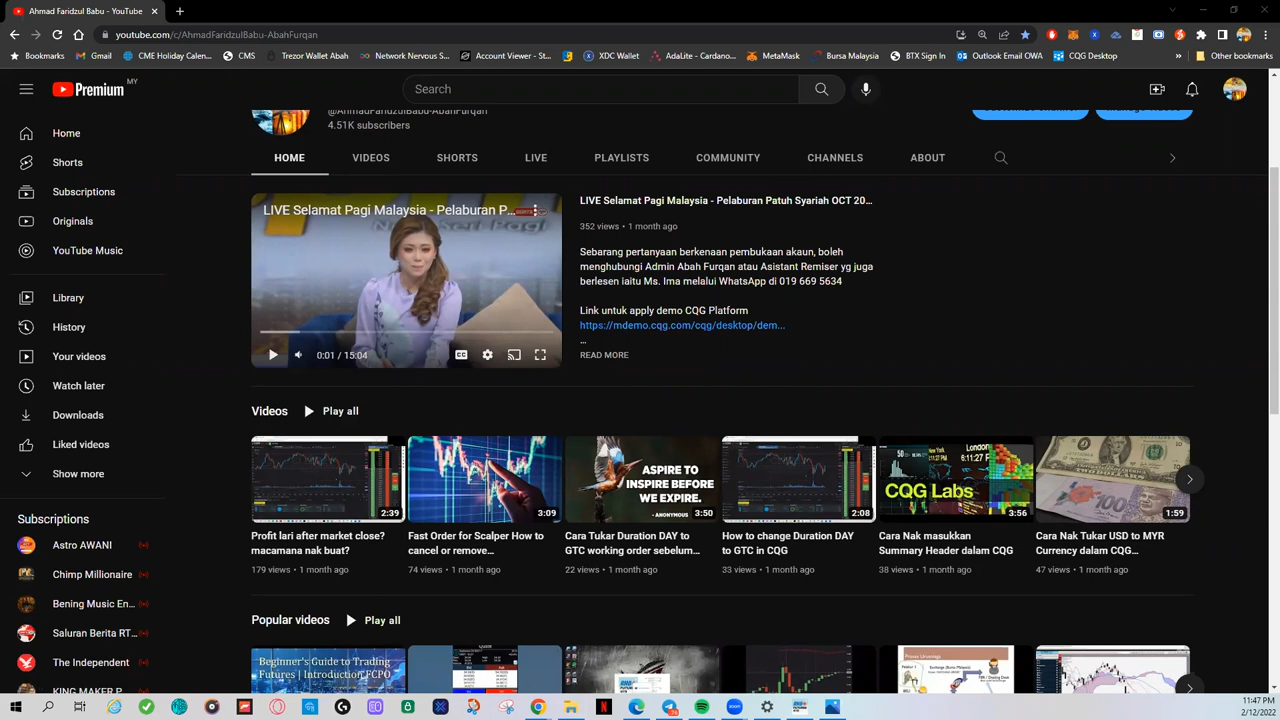 Ahmad Faridzul Babu - YouTube
youtube.com/c/AhmadFaridzulBabu-AbahFurqan
Bookmarks Gmail CME Holiday Calen... CMS Trezor Wallet Abah Network Nervous S... Account Viewer - St... XDC Wallet AdaLite - Cardano... MetaMask Bursa Malaysia BTX Sign In Outlook Email OWA CQG Desktop Other bookmarks
Premium MY
Search
@AhmadFaridzulBabu-AbahFurqan
4.51K subscribers
HOME VIDEOS SHORTS LIVE PLAYLISTS COMMUNITY CHANNELS ABOUT
Home
Shorts
Subscriptions
Originals
YouTube Music
Library
History
Your videos
Watch later
Downloads
Liked videos
Show more
Subscriptions
Astro AWANI
Chimp Millionaire
Bening Music En...
Saluran Berita RT...
The Independent
KING MAKER P...
LIVE Selamat Pagi Malaysia - Pelaburan P...
0:01 / 15:04
LIVE Selamat Pagi Malaysia - Pelaburan Patuh Syariah OCT 20...
352 views • 1 month ago
Sebarang pertanyaan berkenaan pembukaan akaun, boleh
menghubungi Admin Abah Furqan atau Asistant Remiser yg juga
berlesen iaitu Ms. Ima melalui WhatsApp di 019 669 5634
Link untuk apply demo CQG Platform
https://mdemo.cqg.com/cqg/desktop/dem...
...
READ MORE
Videos Play all
2:39
3:09
ASPIRE TO
INSPIRE BEFORE
WE EXPIRE.
- ANONYMOUS
3:50
2:08
New York London
6:11:27 P
CQG Labs
3:56
1:59
Profit lari after market close?
macamana nak buat?
179 views • 1 month ago
Fast Order for Scalper How to
cancel or remove...
74 views • 1 month ago
Cara Tukar Duration DAY to
GTC working order sebelum...
22 views • 1 month ago
How to change Duration DAY
to GTC in CQG
33 views • 1 month ago
Cara Nak masukkan
Summary Header dalam CQG
38 views • 1 month ago
Cara Nak Tukar USD to MYR
Currency dalam CQG...
47 views • 1 month ago
Popular videos Play all
Beginner's Guide to Trading
Futures | Introduction FCPO
11:47 PM
2/12/2022